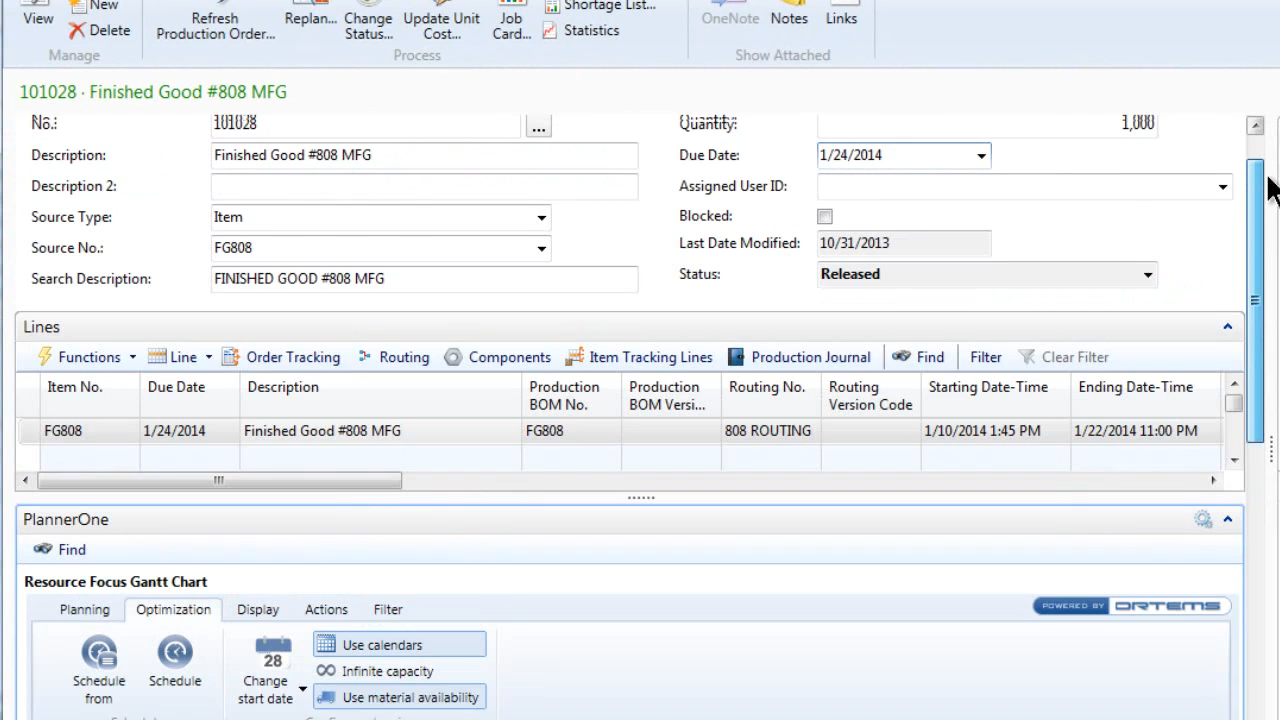 View
New
Delete
Manage
Refresh
Production Order...
Replan...
Change
Status...
Update Unit
Cost...
Job
Card...
Shortage List...
Statistics
Process
OneNote
Notes
Links
Show Attached
101028 · Finished Good #808 MFG
No.: 101028 ...
Description: Finished Good #808 MFG
Description 2:
Source Type: Item
Source No.: FG808
Search Description: FINISHED GOOD #808 MFG
Quantity: 1,000
Due Date: 1/24/2014
Assigned User ID:
Blocked:
Last Date Modified: 10/31/2013
Status: Released
Lines
Functions Line Order Tracking Routing Components Item Tracking Lines Production Journal Find Filter Clear Filter
Item No. Due Date Description Production Production Routing No. Routing Starting Date-Time Ending Date-Time
BOM No. BOM Versi... Version Code
FG808 1/24/2014 Finished Good #808 MFG FG808 808 ROUTING 1/10/2014 1:45 PM 1/22/2014 11:00 PM
PlannerOne
Find
Resource Focus Gantt Chart
Planning Optimization Display Actions Filter
POWERED BY ORTEMS
Schedule
from
Schedule
28
Change
start date
Use calendars
Infinite capacity
Use material availability